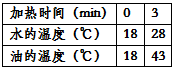 加热时间（min） 0 3
水的温度（℃） 18 28
油的温度（℃） 18 43